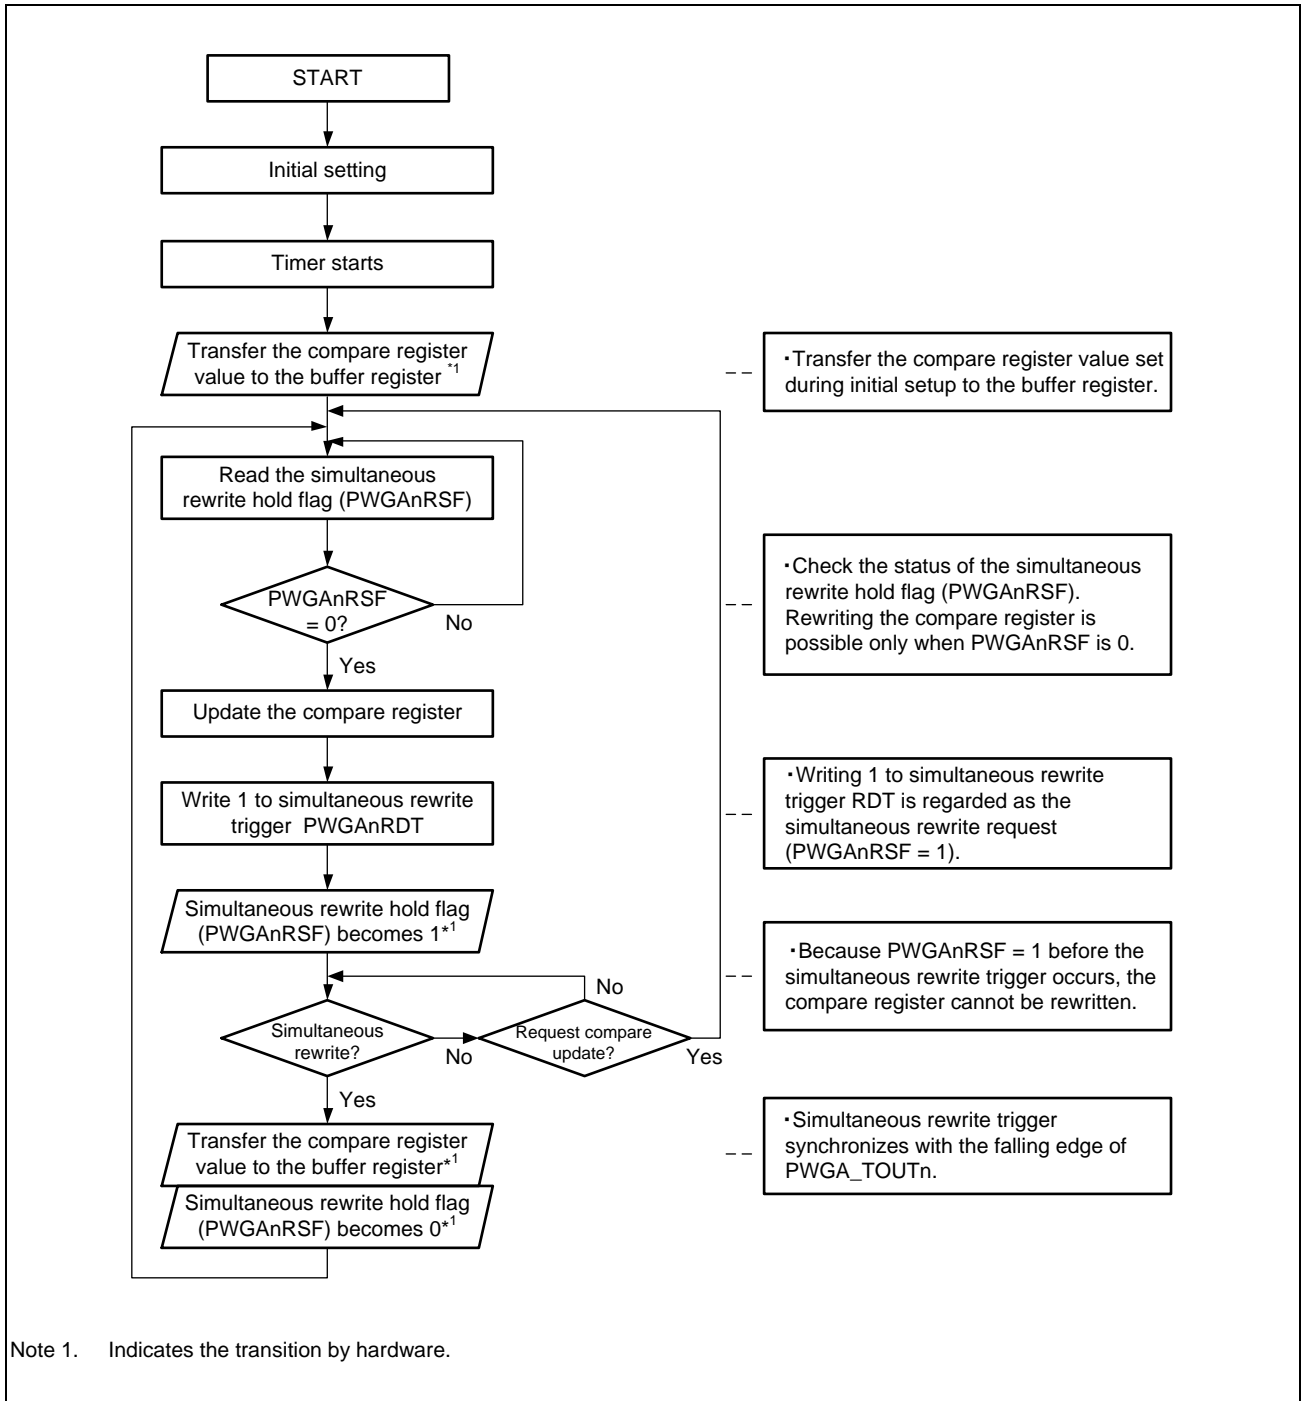 START
Initial setting
Timer starts
Transfer the compare register
value to the buffer register *1
・Transfer the compare register value set
during initial setup to the buffer register.
Read the simultaneous
rewrite hold flag (PWGAnRSF)
PWGAnRSF
= 0?
No
Yes
・Check the status of the simultaneous
rewrite hold flag (PWGAnRSF).
Rewriting the compare register is
possible only when PWGAnRSF is 0.
Update the compare register
Write 1 to simultaneous rewrite
trigger PWGAnRDT
・Writing 1 to simultaneous rewrite
trigger RDT is regarded as the
simultaneous rewrite request
(PWGAnRSF = 1).
Simultaneous rewrite hold flag
(PWGAnRSF) becomes 1*1
・Because PWGAnRSF = 1 before the
simultaneous rewrite trigger occurs, the
compare register cannot be rewritten.
Simultaneous
rewrite?
No
Request compare
update?
No
Yes
Yes
Transfer the compare register
value to the buffer register*1
・Simultaneous rewrite trigger
synchronizes with the falling edge of
PWGA_TOUTn.
Simultaneous rewrite hold flag
(PWGAnRSF) becomes 0*1
Note 1. Indicates the transition by hardware.